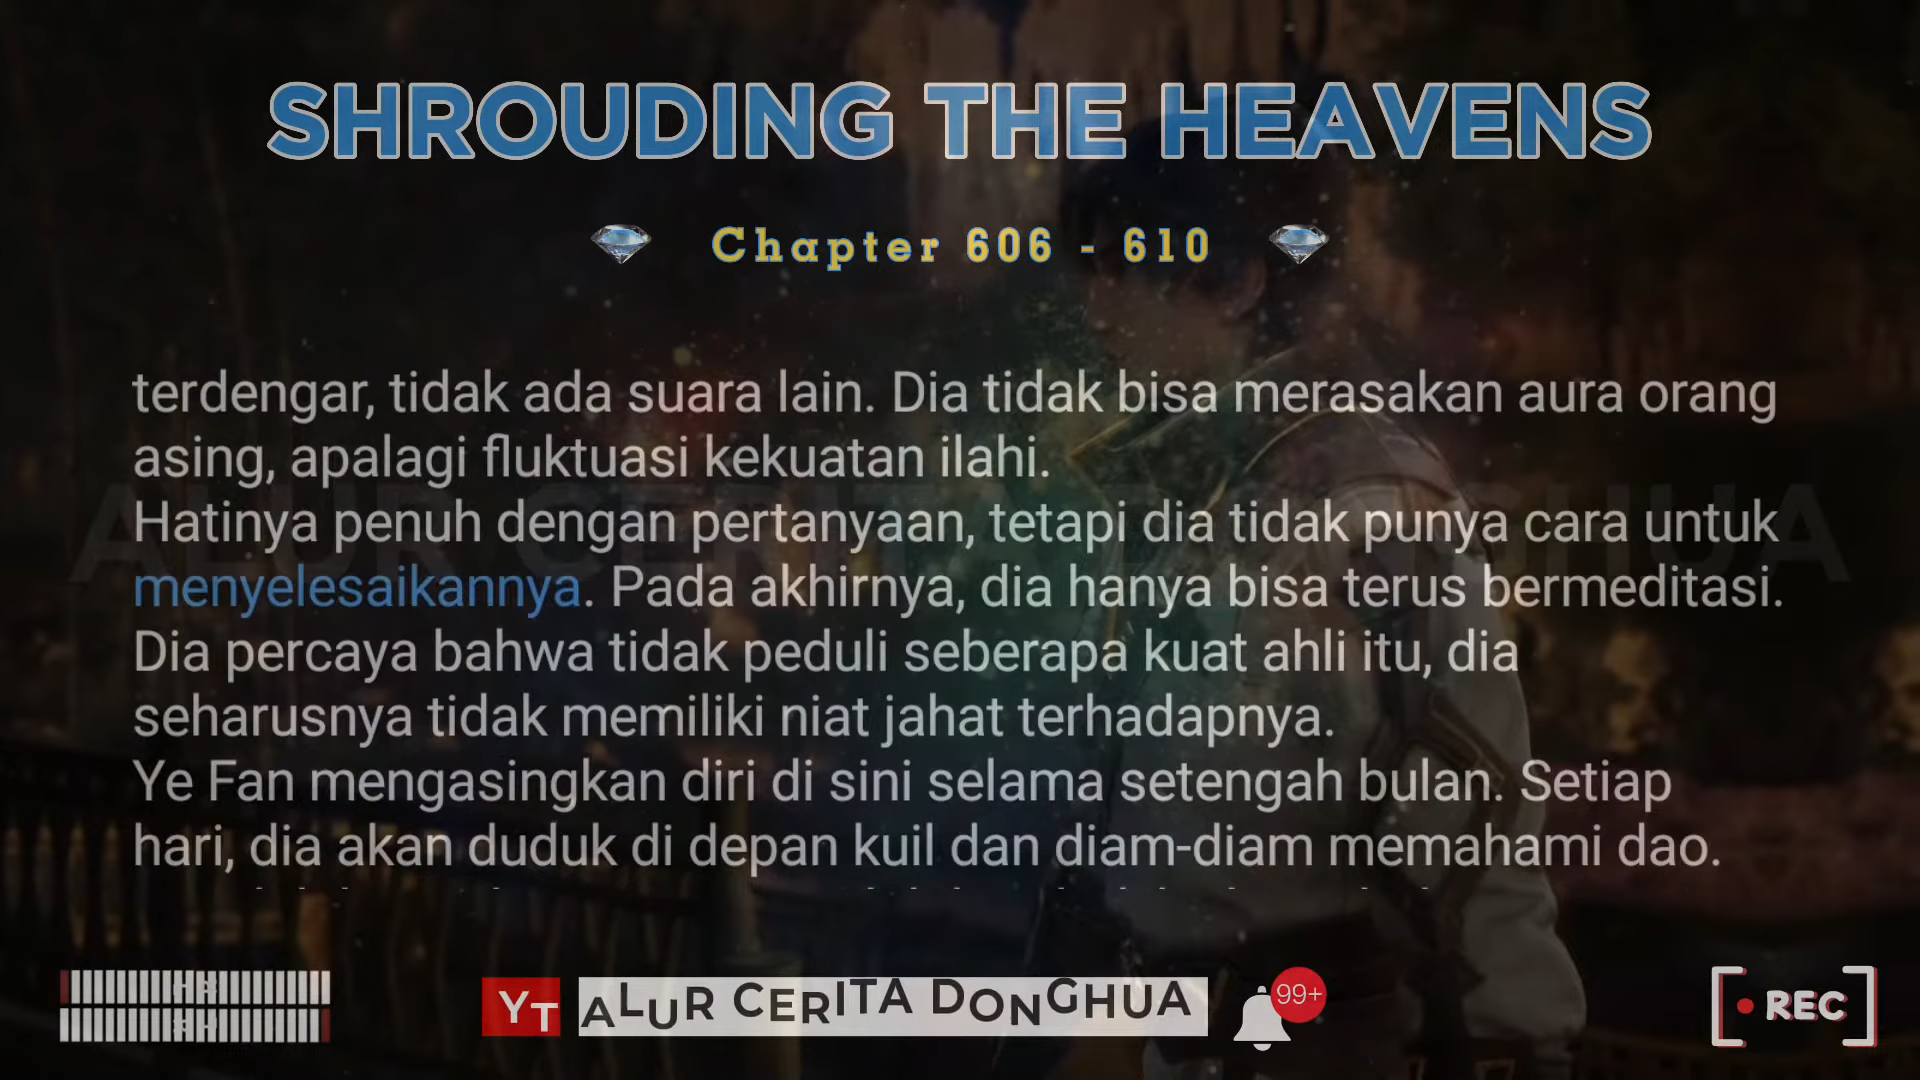 SHROUDING THE HEAVENS
Chapter 606 - 610
terdengar, tidak ada suara lain. Dia tidak bisa merasakan aura orang
asing, apalagi fluktuasi kekuatan ilahi.
Hatinya penuh dengan pertanyaan, tetapi dia tidak punya cara untuk
menyelesaikannya. Pada akhirnya, dia hanya bisa terus bermeditasi.
Dia percaya bahwa tidak peduli seberapa kuat ahli itu, dia
seharusnya tidak memiliki niat jahat terhadapnya.
Ye Fan mengasingkan diri di sini selama setengah bulan. Setiap
hari, dia akan duduk di depan kuil dan diam-diam memahami dao.
ALUR CERITA DONGHUA
YT ALUR CERITA DONGHUA 99+
REC